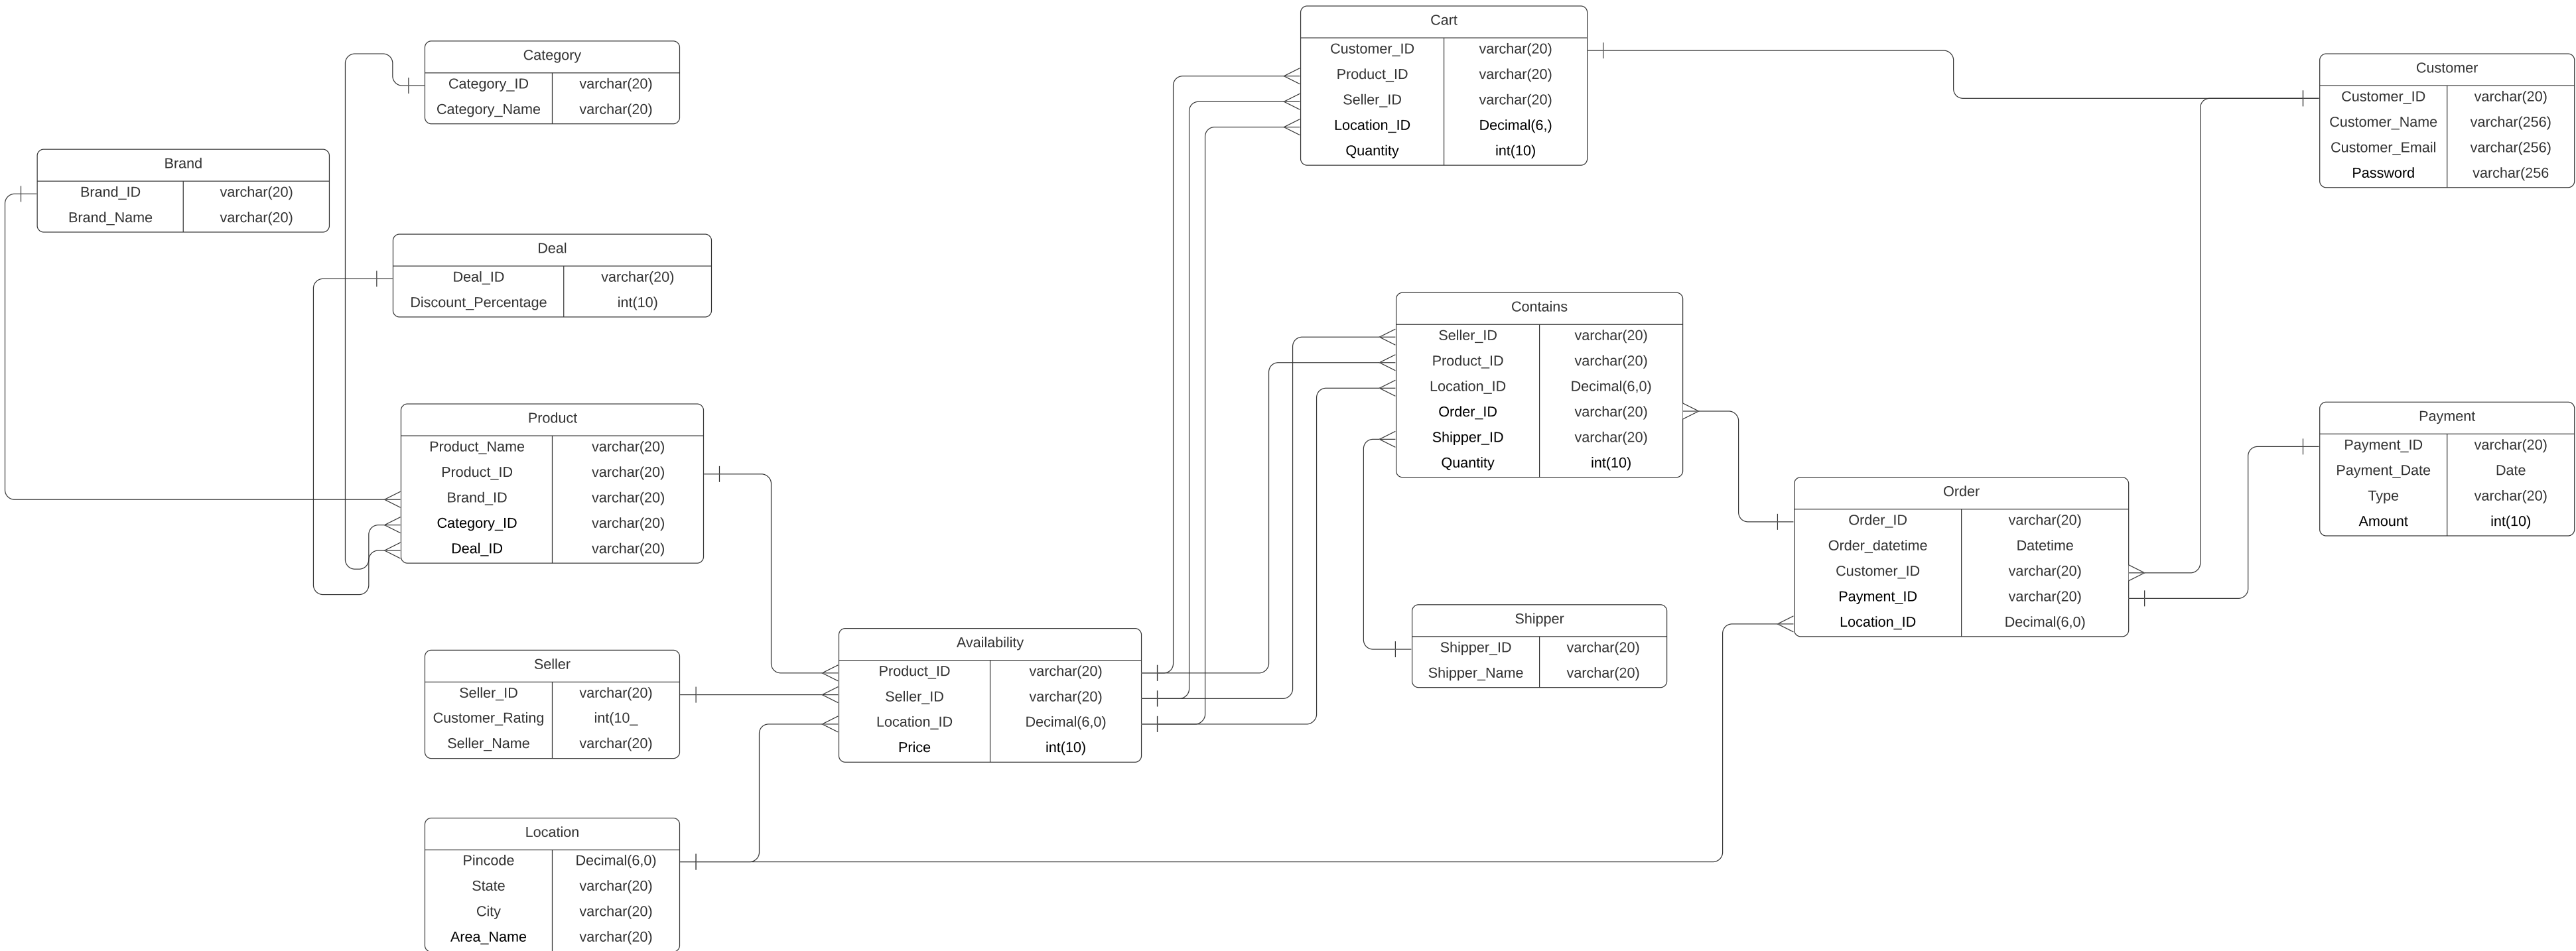 Cart
Customer_ID varchar(20)
Product_ID varchar(20)
Seller_ID varchar(20)
Location_ID Decimal(6,)
Quantity int(10)
Category
Category_ID varchar(20)
Category_Name varchar(20)
Customer
Customer_ID varchar(20)
Customer_Name varchar(256)
Customer_Email varchar(256)
Password varchar(256
Brand
Brand_ID varchar(20)
Brand_Name varchar(20)
Deal
Deal_ID varchar(20)
Discount_Percentage int(10)
Contains
Seller_ID varchar(20)
Product_ID varchar(20)
Location_ID Decimal(6,0)
Order_ID varchar(20)
Shipper_ID varchar(20)
Quantity int(10)
Product
Product_Name varchar(20)
Product_ID varchar(20)
Brand_ID varchar(20)
Category_ID varchar(20)
Deal_ID varchar(20)
Payment
Payment_ID varchar(20)
Payment_Date Date
Type varchar(20)
Amount int(10)
Order
Order_ID varchar(20)
Order_datetime Datetime
Customer_ID varchar(20)
Payment_ID varchar(20)
Location_ID Decimal(6,0)
Shipper
Shipper_ID varchar(20)
Shipper_Name varchar(20)
Availability
Product_ID varchar(20)
Seller_ID varchar(20)
Location_ID Decimal(6,0)
Price int(10)
Seller
Seller_ID varchar(20)
Customer_Rating int(10_
Seller_Name varchar(20)
Location
Pincode Decimal(6,0)
State varchar(20)
City varchar(20)
Area_Name varchar(20)